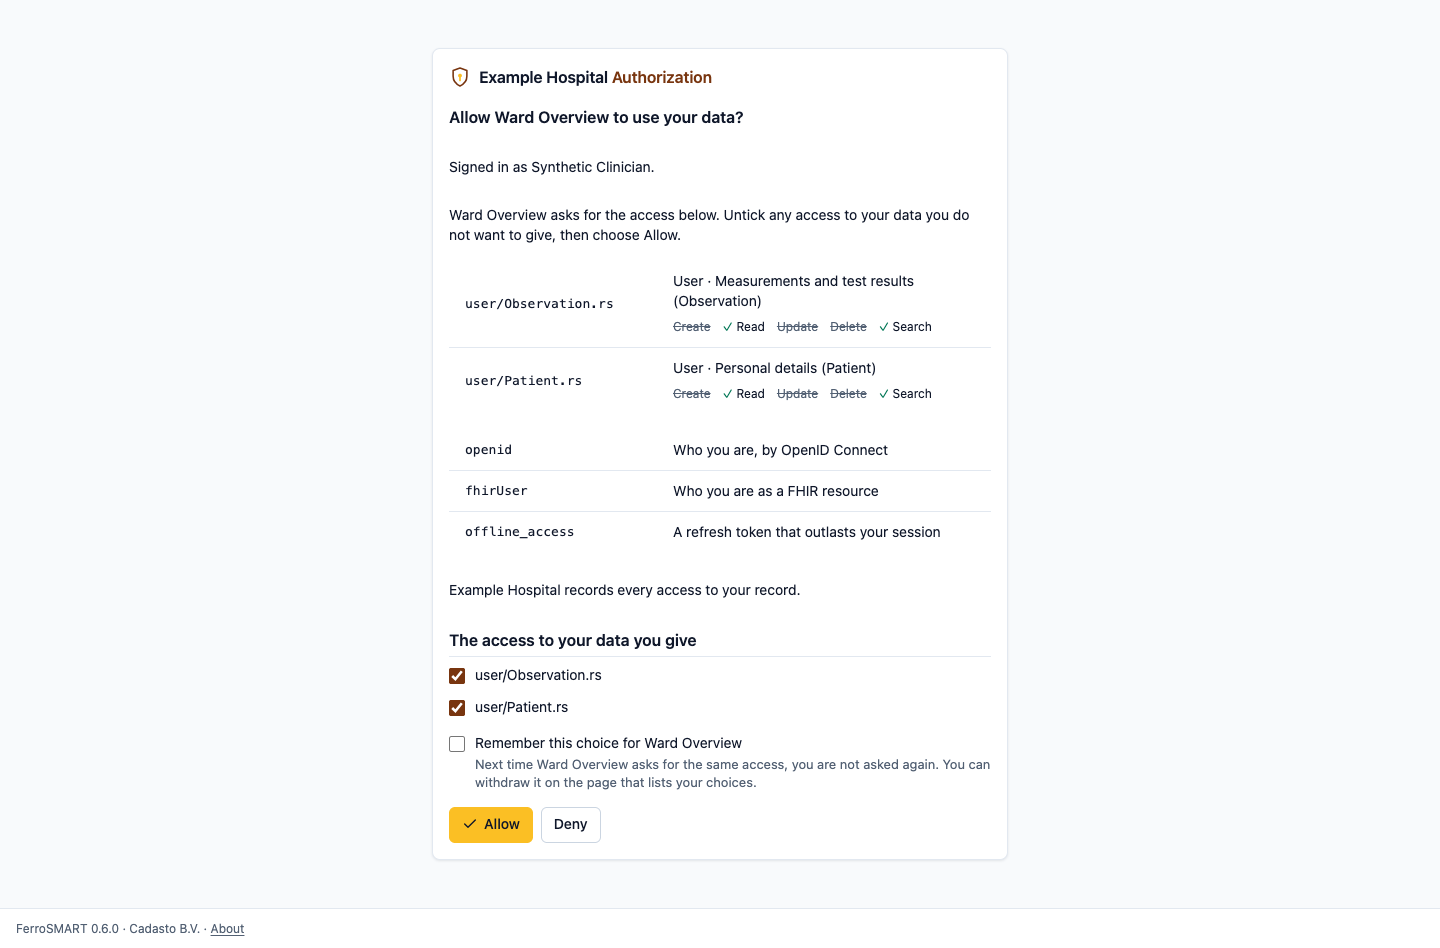 Example Hospital Authorization
Allow Ward Overview to use your data?
Signed in as Synthetic Clinician.
Ward Overview asks for the access below. Untick any access to your data you do
not want to give, then choose Allow.
user/Observation.rs
User · Measurements and test results
(Observation)
Create Read Update Delete Search
user/Patient.rs
User · Personal details (Patient)
Create Read Update Delete Search
openid
Who you are, by OpenID Connect
fhirUser
Who you are as a FHIR resource
offline_access
A refresh token that outlasts your session
Example Hospital records every access to your record.
The access to your data you give
user/Observation.rs
user/Patient.rs
Remember this choice for Ward Overview
Next time Ward Overview asks for the same access, you are not asked again. You can
withdraw it on the page that lists your choices.
Allow
Deny
FerroSMART 0.6.0 · Cadasto B.V. · About